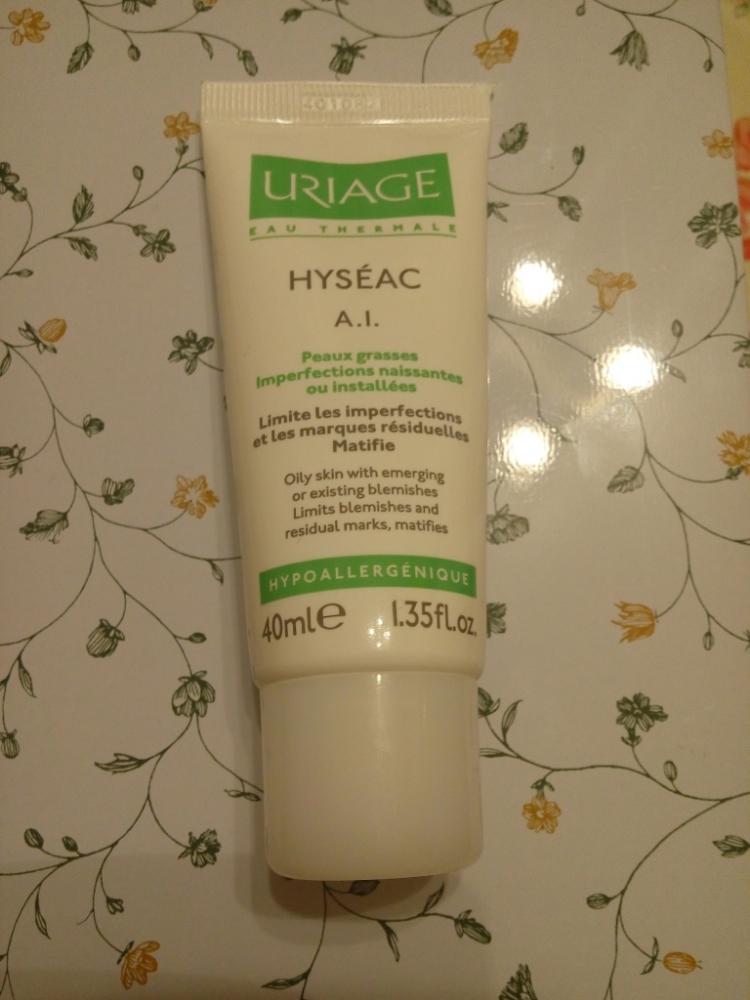 URIAGE
EAU THERMALE
HYSÉAC
A.I.
Peaux grasses
Imperfections naissantes
ou installées
Limite les imperfections
et les marques résiduelles
Matifie
Oily skin with emerging
or existing blemishes
Limits blemishes and
residual marks, matifies
HYPOALLERGÉNIQUE
40ml℮ 1.35fl.oz.